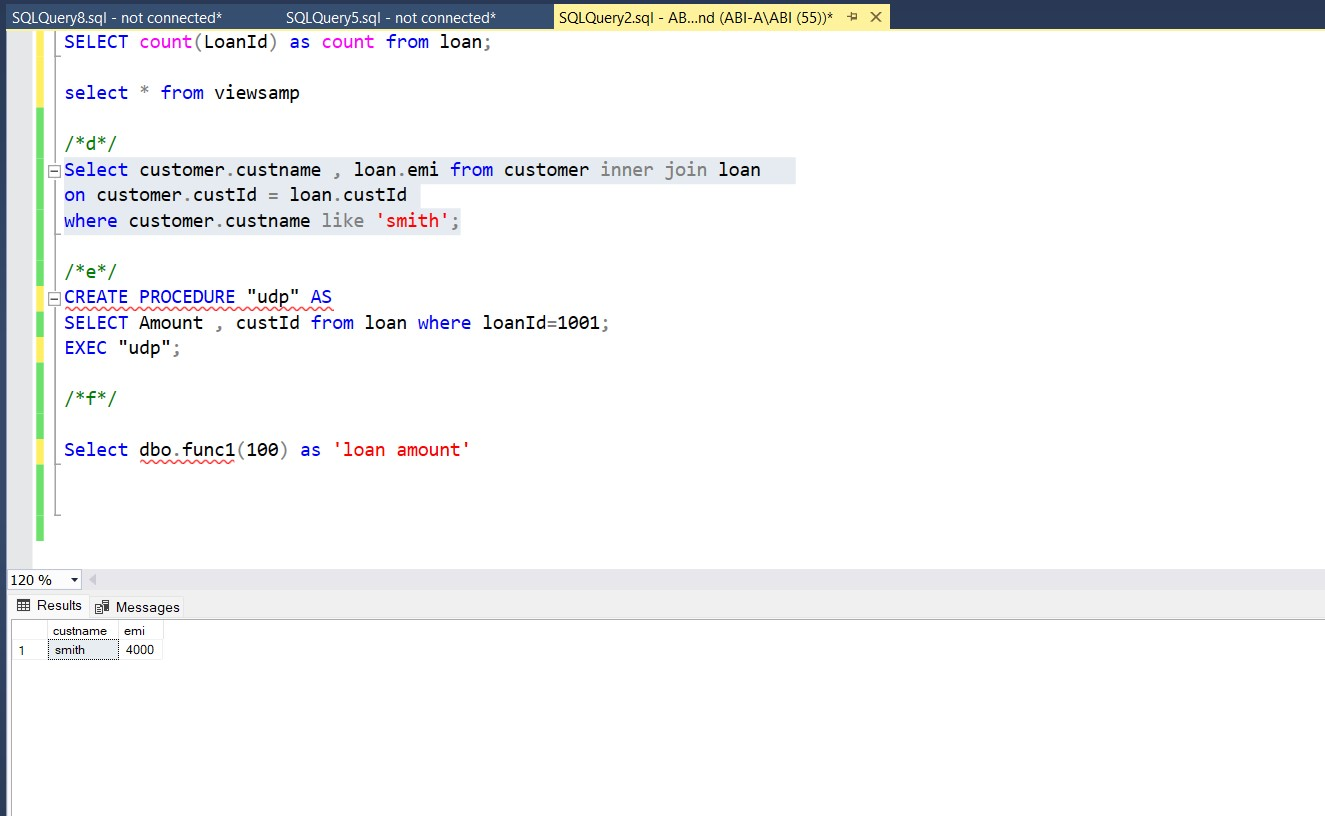 SQLQuery8.sql - not connected* SQLQuery5.sql - not connected* SQLQuery2.sql - AB...nd (ABI-A\ABI (55))*
SELECT count(LoanId) as count from loan;
select * from viewsamp
/*d*/
Select customer.custname , loan.emi from customer inner join loan
on customer.custId = loan.custId
where customer.custname like 'smith';
/*e*/
CREATE PROCEDURE "udp" AS
SELECT Amount , custId from loan where loanId=1001;
EXEC "udp";
/*f*/
Select dbo.func1(100) as 'loan amount'
120 %
Results Messages
custname emi
1 smith 4000